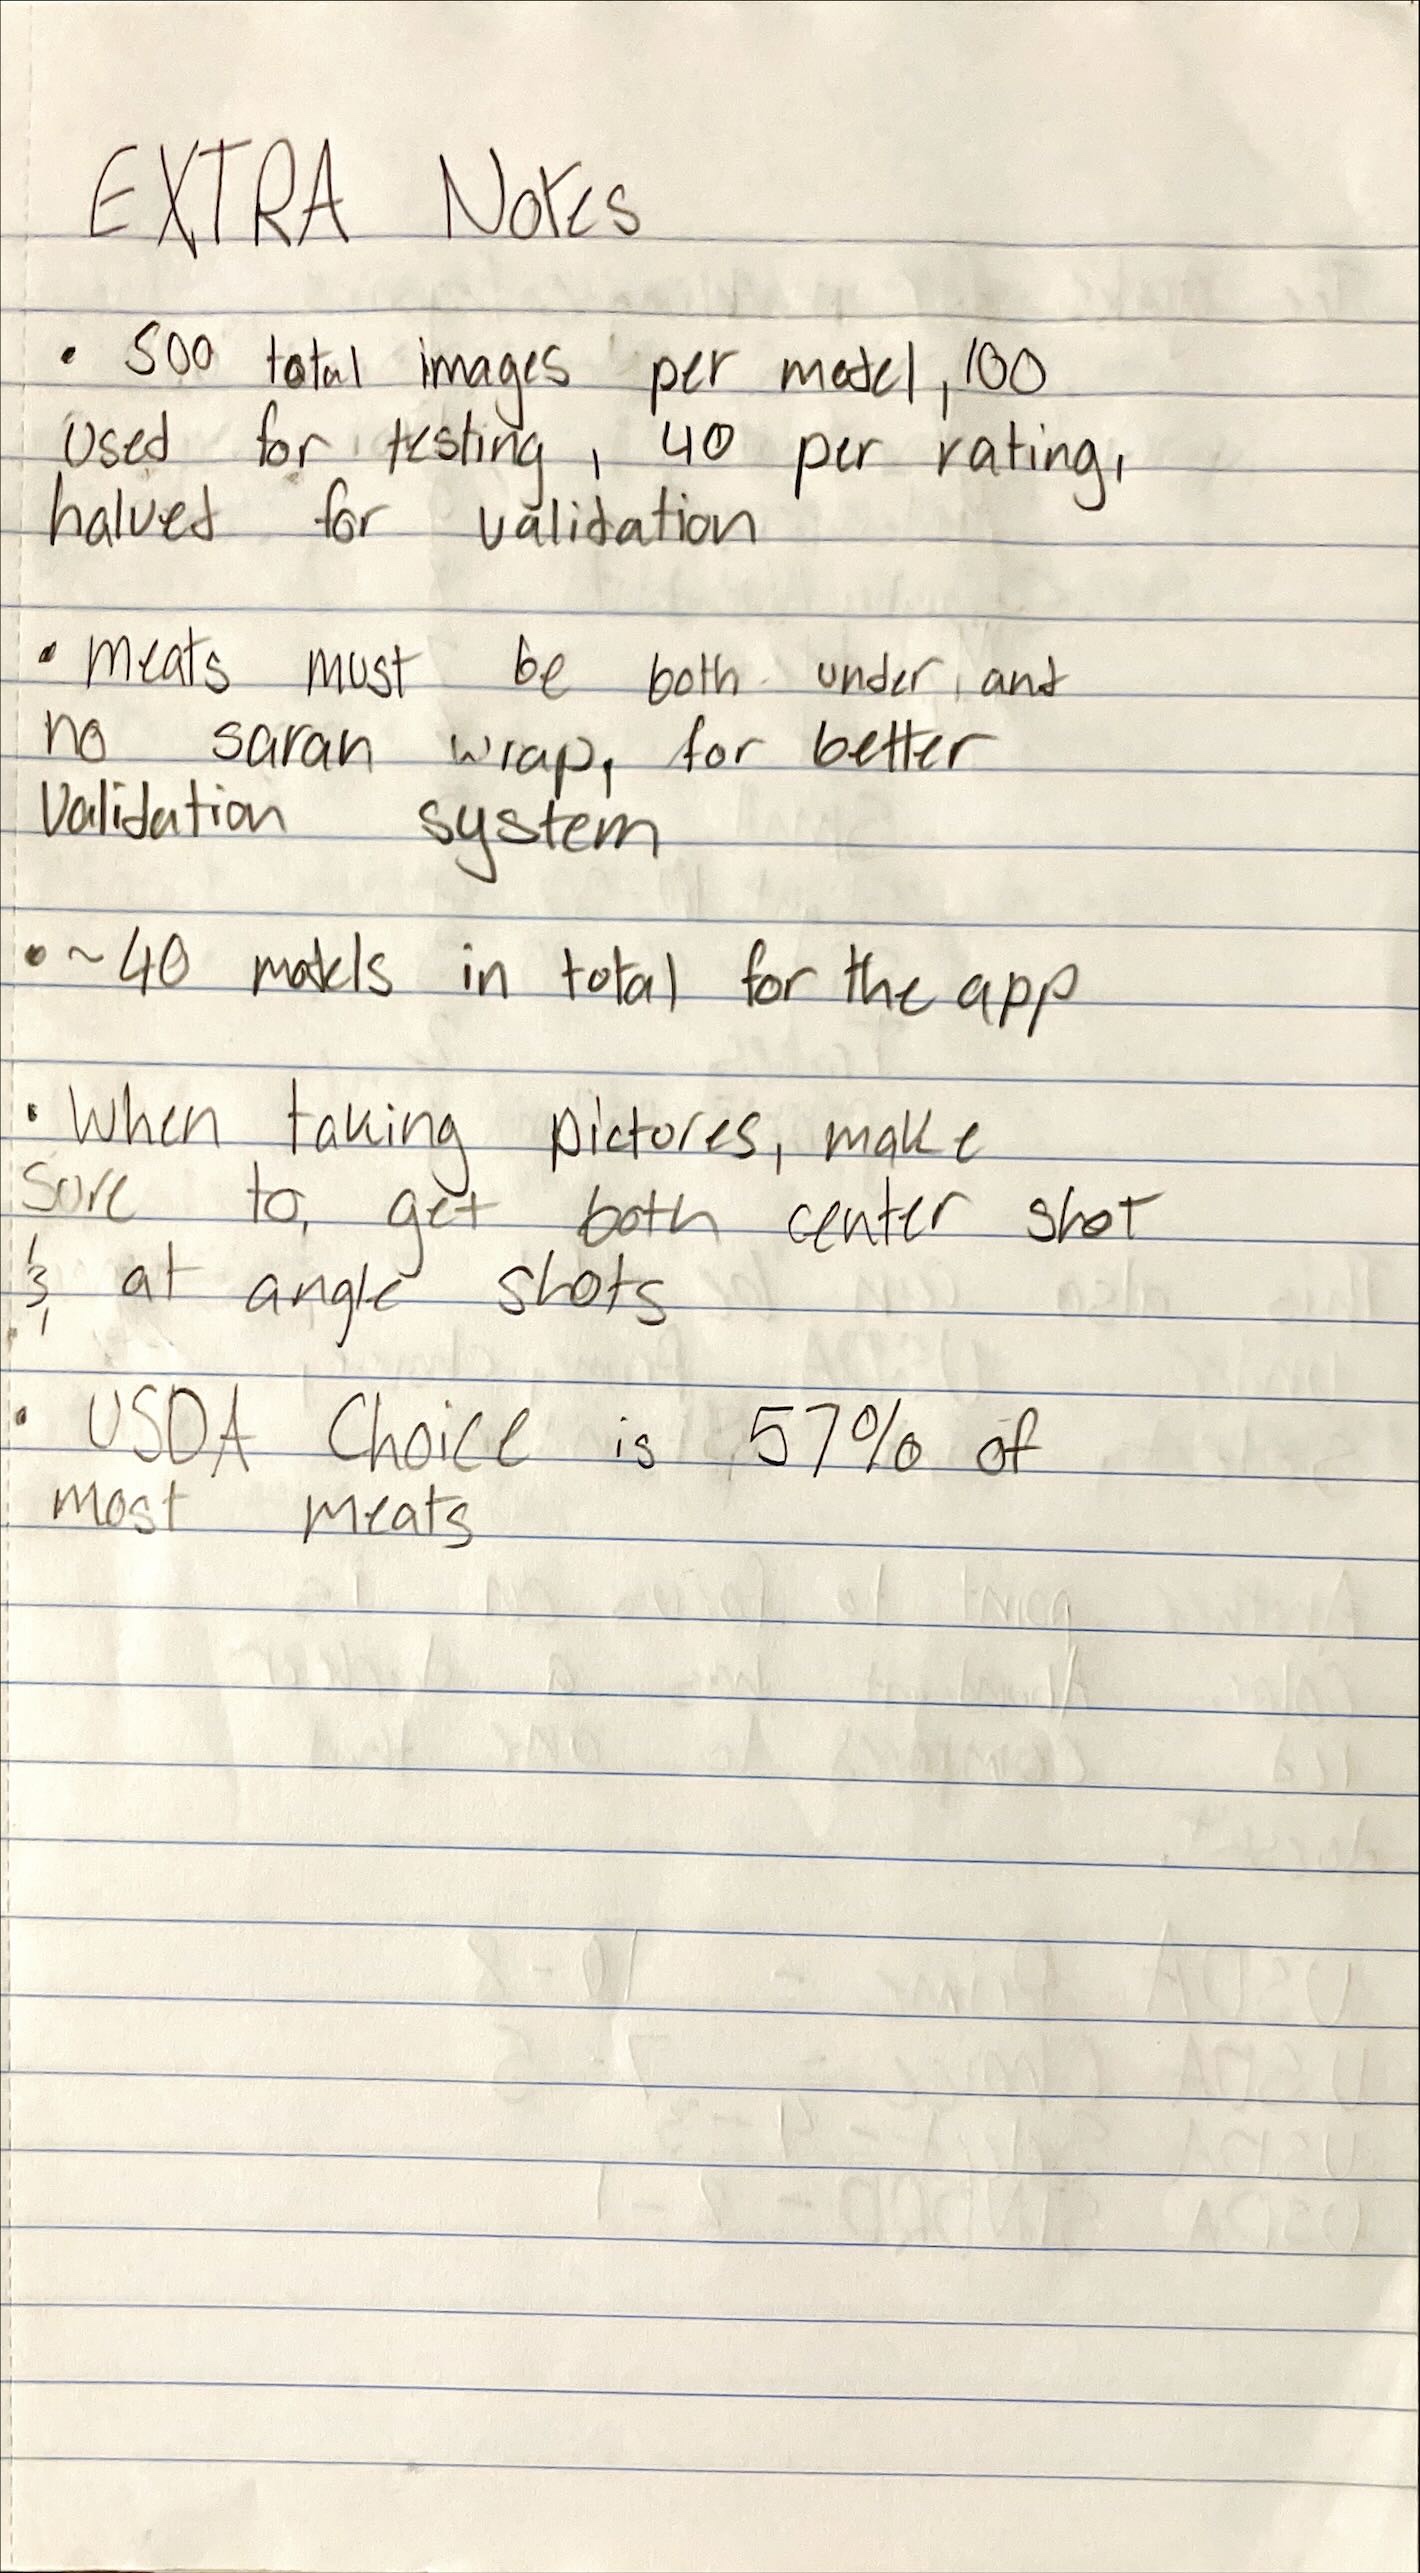 EXTRA Notes
• 500 total images per model, 100
used for testing, 40 per rating,
halved for validation
• Meats must be both under and
no saran wrap, for better
validation system
• ~40 models in total for the app
• When taking pictures, make
sure to, get both center shot
& at angle shots
• USDA Choice is 57% of
most meats